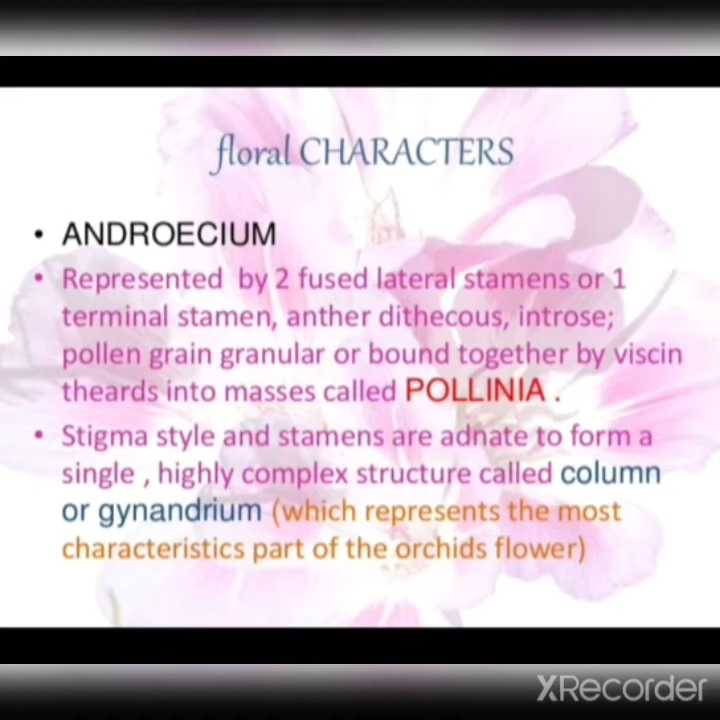 floral CHARACTERS
• ANDROECIUM
• Represented by 2 fused lateral stamens or 1
terminal stamen, anther dithecous, introse;
pollen grain granular or bound together by viscin
theards into masses called POLLINIA .
• Stigma style and stamens are adnate to form a
single , highly complex structure called column
or gynandrium (which represents the most
characteristics part of the orchids flower)
XRecorder